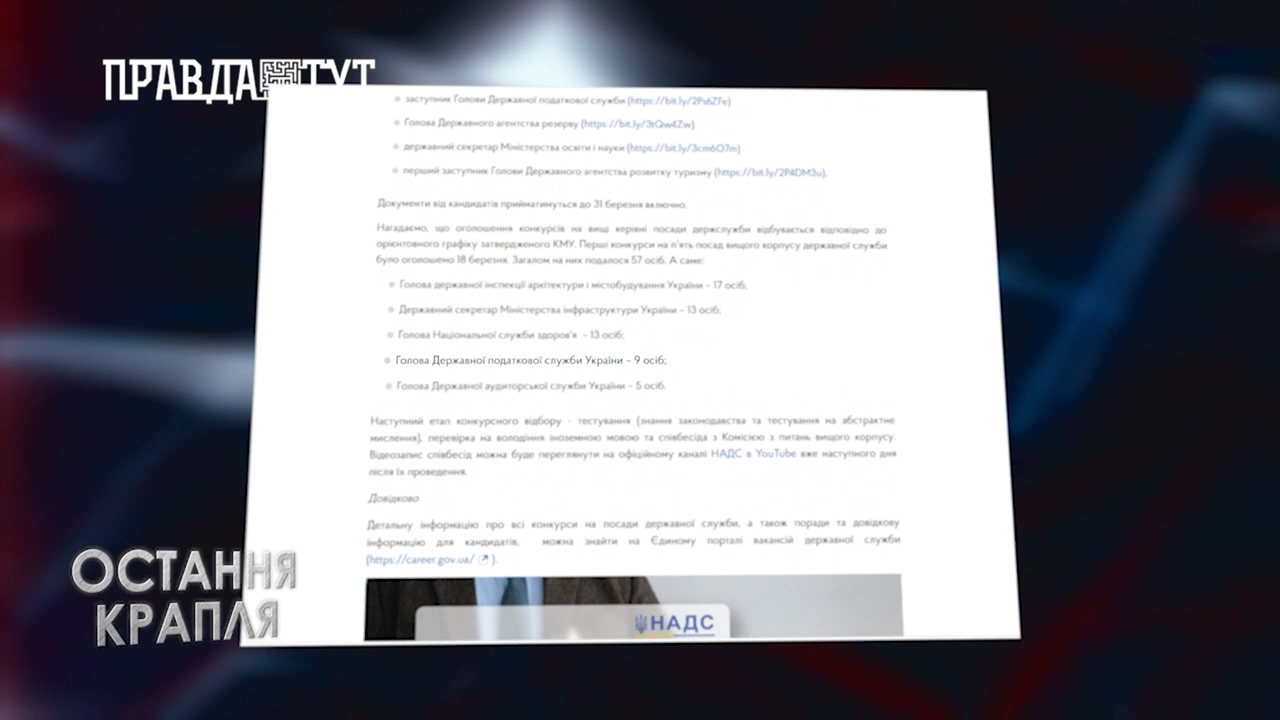 ПРАВДА ТУТ
заступник Голови Державної податкової служби (https://bit.ly/2Ps6ZFe)
Голова Державного агентства резерву (https://bit.ly/3tQw4Zw)
державний секретар Міністерства освіти і науки (https://bit.ly/3cm6O7m)
перший заступник Голови Державного агентства розвитку туризму (https://bit.ly/2P4DM3u).
Документи від кандидатів прийматимуться до 31 березня включно.
Нагадаємо, що оголошення конкурсів на вищі керівні посади держслужби відбувається відповідно до
орієнтовного графіку затвердженого КМУ. Перші конкурси на п'ять посад вищого корпусу державної служби
було оголошено 18 березня. Загалом на них подалося 57 осіб. А саме:
Голова державної інспекції архітектури і містобудування України – 17 осіб;
Державний секретар Міністерства інфраструктури України – 13 осіб;
Голова Національної служби здоров'я – 13 осіб;
Голова Державної податкової служби України – 9 осіб;
Голова Державної аудиторської служби України – 5 осіб.
Наступний етап конкурсного відбору - тестування (знання законодавства та тестування на абстрактне
мислення), перевірка на володіння іноземною мовою та співбесіда з Комісією з питань вищого корпусу.
Відеозапис співбесід можна буде переглянути на офіційному каналі НАДС в YouTube вже наступного дня
після їх проведення.
Довідково
Детальну інформацію про всі конкурси на посади державної служби, а також поради та довідкову
інформацію для кандидатів, можна знайти на Єдиному порталі вакансій державної служби
(https://career.gov.ua/ ).
НАДС
ОСТАННЯ
КРАПЛЯ